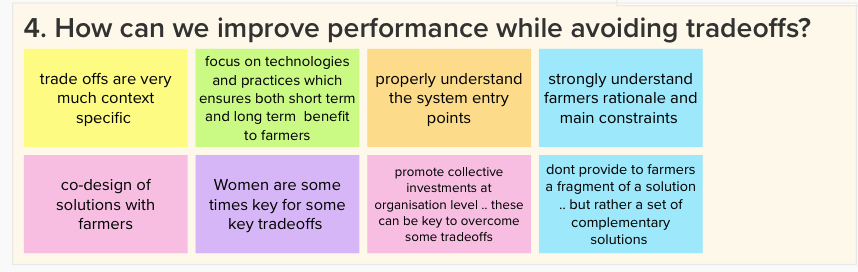 4. How can we improve performance while avoiding tradeoffs?
trade offs are very
much context
specific
focus on technologies
and practices which
ensures both short term
and long term benefit
to farmers
properly understand
the system entry
points
strongly understand
farmers rationale and
main constraints
co-design of
solutions with
farmers
Women are some
times key for some
key tradeoffs
promote collective
investments at
organisation level .. these
can be key to overcome
some tradeoffs
dont provide to farmers
a fragment of a solution
.. but rather a set of
complementary
solutions